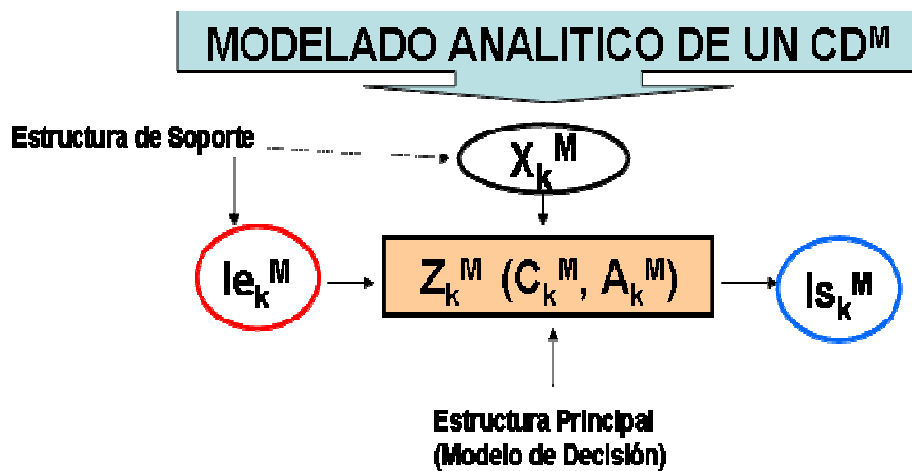 MODELADO ANALITICO DE UN CDᴹ
Estructura de Soporte
Xₖᴹ
Ieₖᴹ
Zₖᴹ (Cₖᴹ, Aₖᴹ)
Isₖᴹ
Estructura Principal
(Modelo de Decisión)